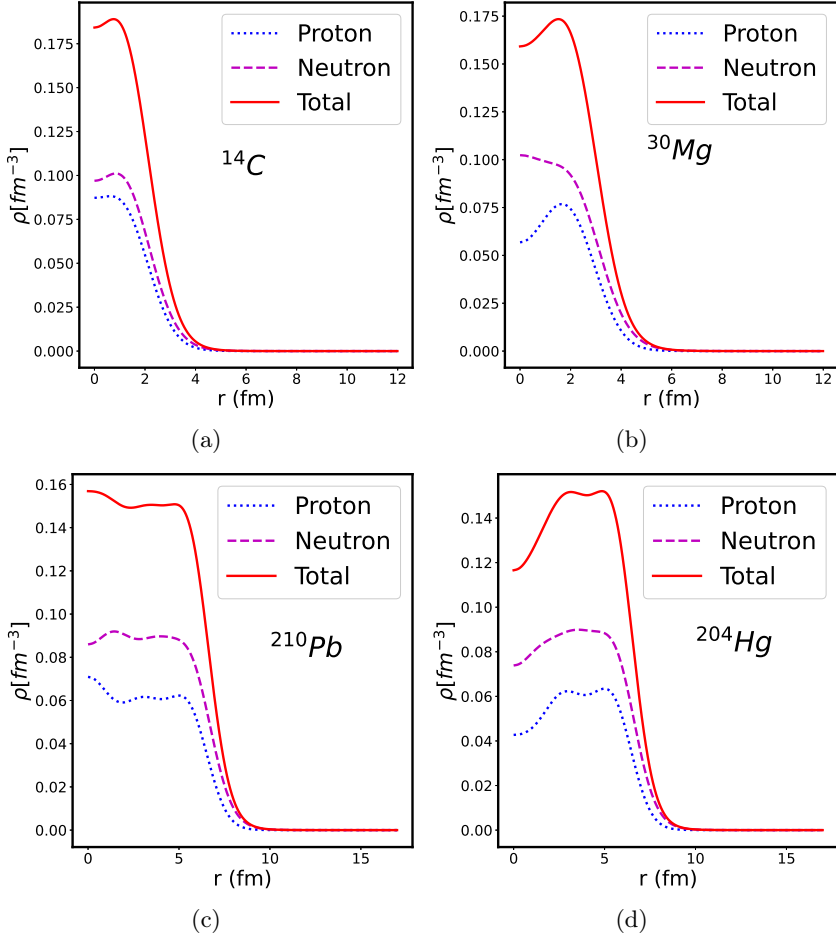 0.175
0.150
0.125
0.100
0.075
0.050
0.025
0.000
ρ[fm⁻³]
Proton
Neutron
Total
¹⁴C
0 2 4 6 8 10 12
r (fm)
(a)
0.175
0.150
0.125
0.100
0.075
0.050
0.025
0.000
ρ[fm⁻³]
Proton
Neutron
Total
³⁰Mg
0 2 4 6 8 10 12
r (fm)
(b)
0.16
0.14
0.12
0.10
0.08
0.06
0.04
0.02
0.00
ρ[fm⁻³]
Proton
Neutron
Total
²¹⁰Pb
0 5 10 15
r (fm)
(c)
0.14
0.12
0.10
0.08
0.06
0.04
0.02
0.00
ρ[fm⁻³]
Proton
Neutron
Total
²⁰⁴Hg
0 5 10 15
r (fm)
(d)